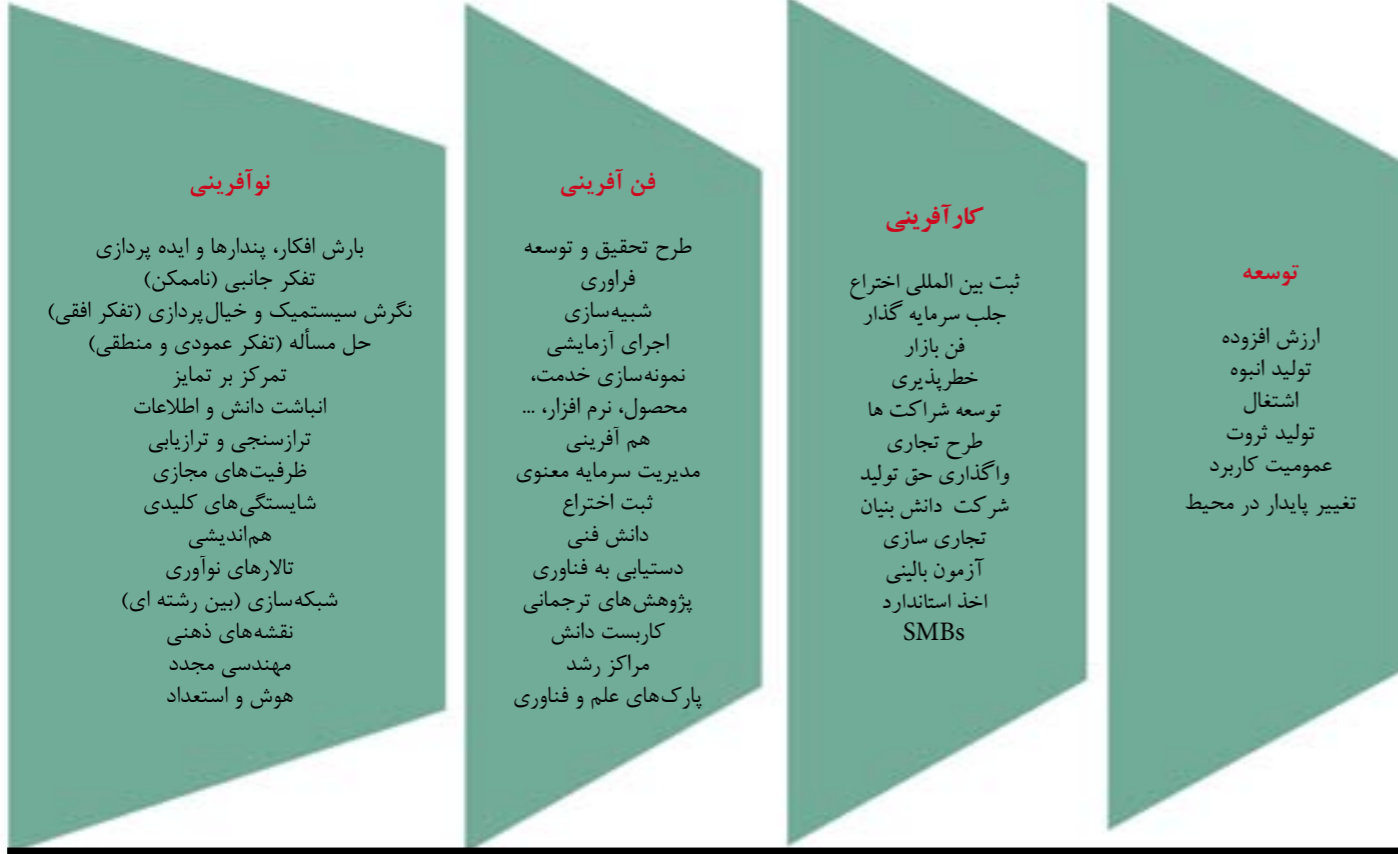 نوآفرینی
بارش افکار، پندارها و ایده پردازی
تفکر جانبی (ناممکن)
نگرش سیستمیک و خیال‌پردازی (تفکر افقی)
حل مسأله (تفکر عمودی و منطقی)
تمرکز بر تمایز
انباشت دانش و اطلاعات
ترازسنجی و ترازیابی
ظرفیت‌های مجازی
شایستگی‌های کلیدی
هم‌اندیشی
تالارهای نوآوری
شبکه‌سازی (بین رشته ای)
نقشه‌های ذهنی
مهندسی مجدد
هوش و استعداد
فن آفرینی
طرح تحقیق و توسعه
فراوری
شبیه‌سازی
اجرای آزمایشی
نمونه‌سازی خدمت،
محصول، نرم افزار، ...
هم آفرینی
مدیریت سرمایه معنوی
ثبت اختراع
دانش فنی
دستیابی به فناوری
پژوهش‌های ترجمانی
کاربست دانش
مراکز رشد
پارک‌های علم و فناوری
کارآفرینی
ثبت بین المللی اختراع
جلب سرمایه گذار
فن بازار
خطرپذیری
توسعه شراکت ها
طرح تجاری
واگذاری حق تولید
شرکت دانش بنیان
تجاری سازی
آزمون بالینی
اخذ استاندارد
SMBs
توسعه
ارزش افزوده
تولید انبوه
اشتغال
تولید ثروت
عمومیت کاربرد
تغییر پایدار در محیط